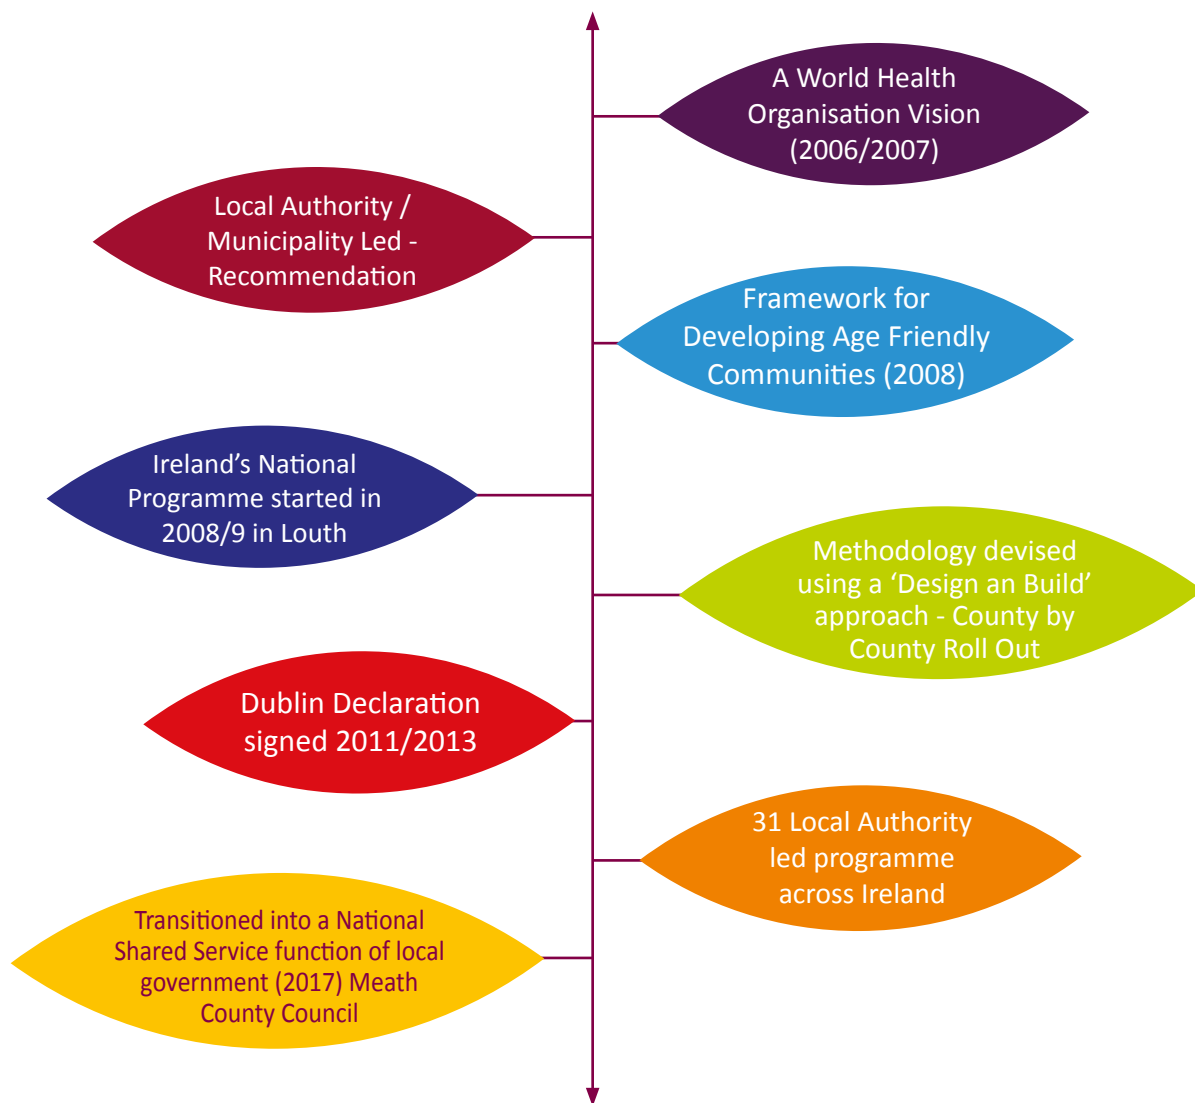 A World Health
Organisation Vision
(2006/2007)
Local Authority /
Municipality Led -
Recommendation
Framework for
Developing Age Friendly
Communities (2008)
Ireland’s National
Programme started in
2008/9 in Louth
Methodology devised
using a ‘Design an Build’
approach - County by
County Roll Out
Dublin Declaration
signed 2011/2013
31 Local Authority
led programme
across Ireland
Transitioned into a National
Shared Service function of local
government (2017) Meath
County Council